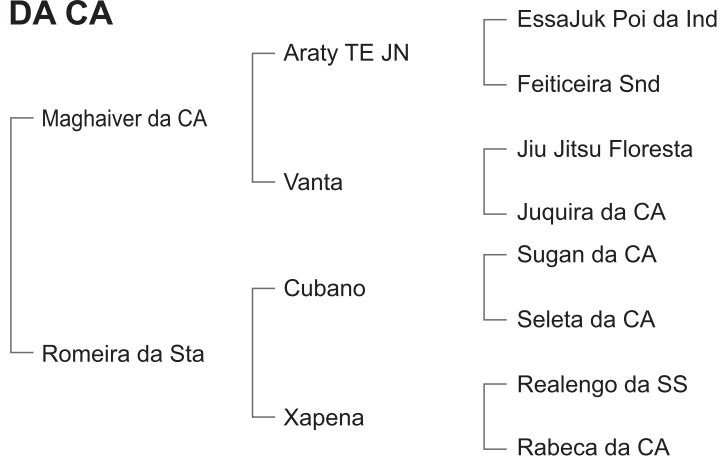 DA CA
EssaJuk Poi da Ind
Araty TE JN
Feiticeira Snd
Maghaiver da CA
Jiu Jitsu Floresta
Vanta
Juquira da CA
Sugan da CA
Cubano
Seleta da CA
Romeira da Sta
Realengo da SS
Xapena
Rabeca da CA